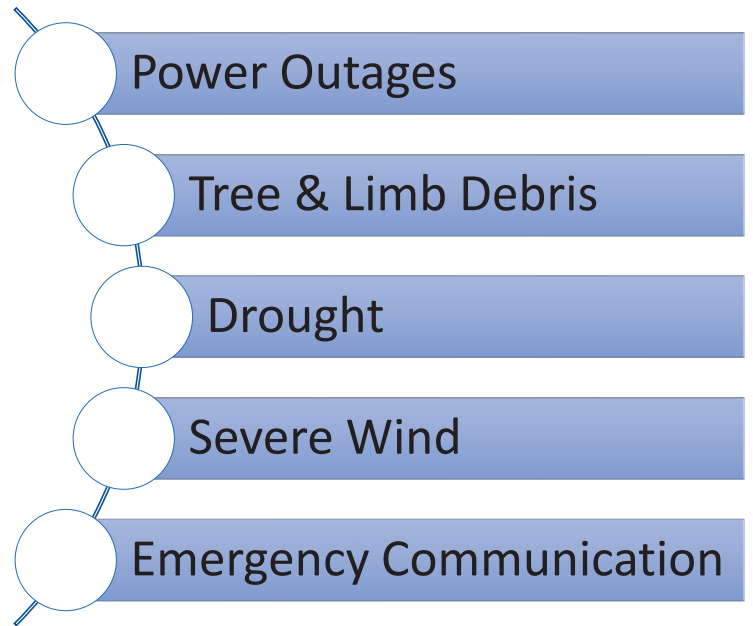 Power Outages
Tree & Limb Debris
Drought
Severe Wind
Emergency Communication